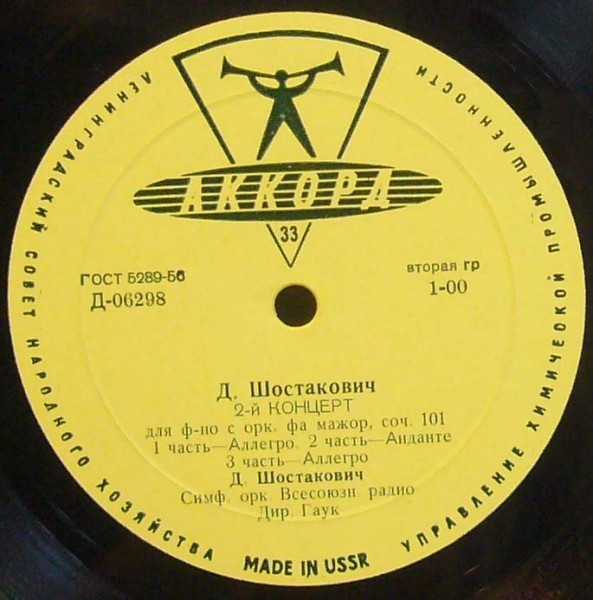 ЛЕНИНГРАДСКИЙ СОВЕТ НАРОДНОГО ХОЗЯЙСТВА
УПРАВЛЕНИЕ ХИМИЧЕСКОЙ ПРОМЫШЛЕННОСТИ
АККОРД
33
ГОСТ 5289-56
Д-06298
вторая гр
1-00
Д. Шостакович
2-й КОНЦЕРТ
для ф-но с орк. фа мажор, соч. 101
1 часть—Аллегро. 2 часть—Анданте
3 часть—Аллегро
Д. Шостакович
Симф. орк. Всесоюзн. радио
Дир. Гаук
MADE IN USSR